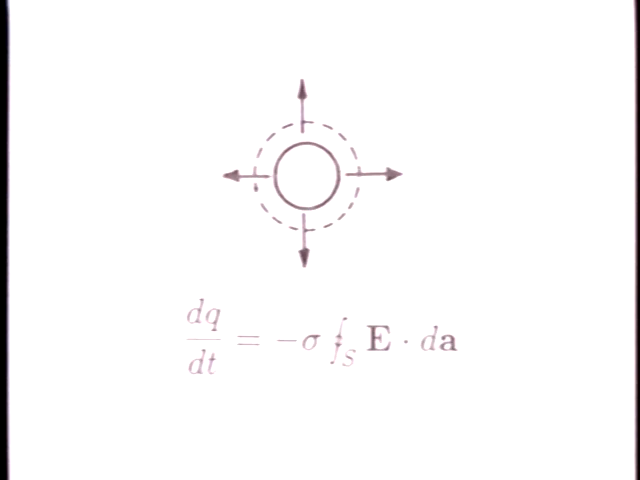 dq/dt = −σ ∮_S E · da